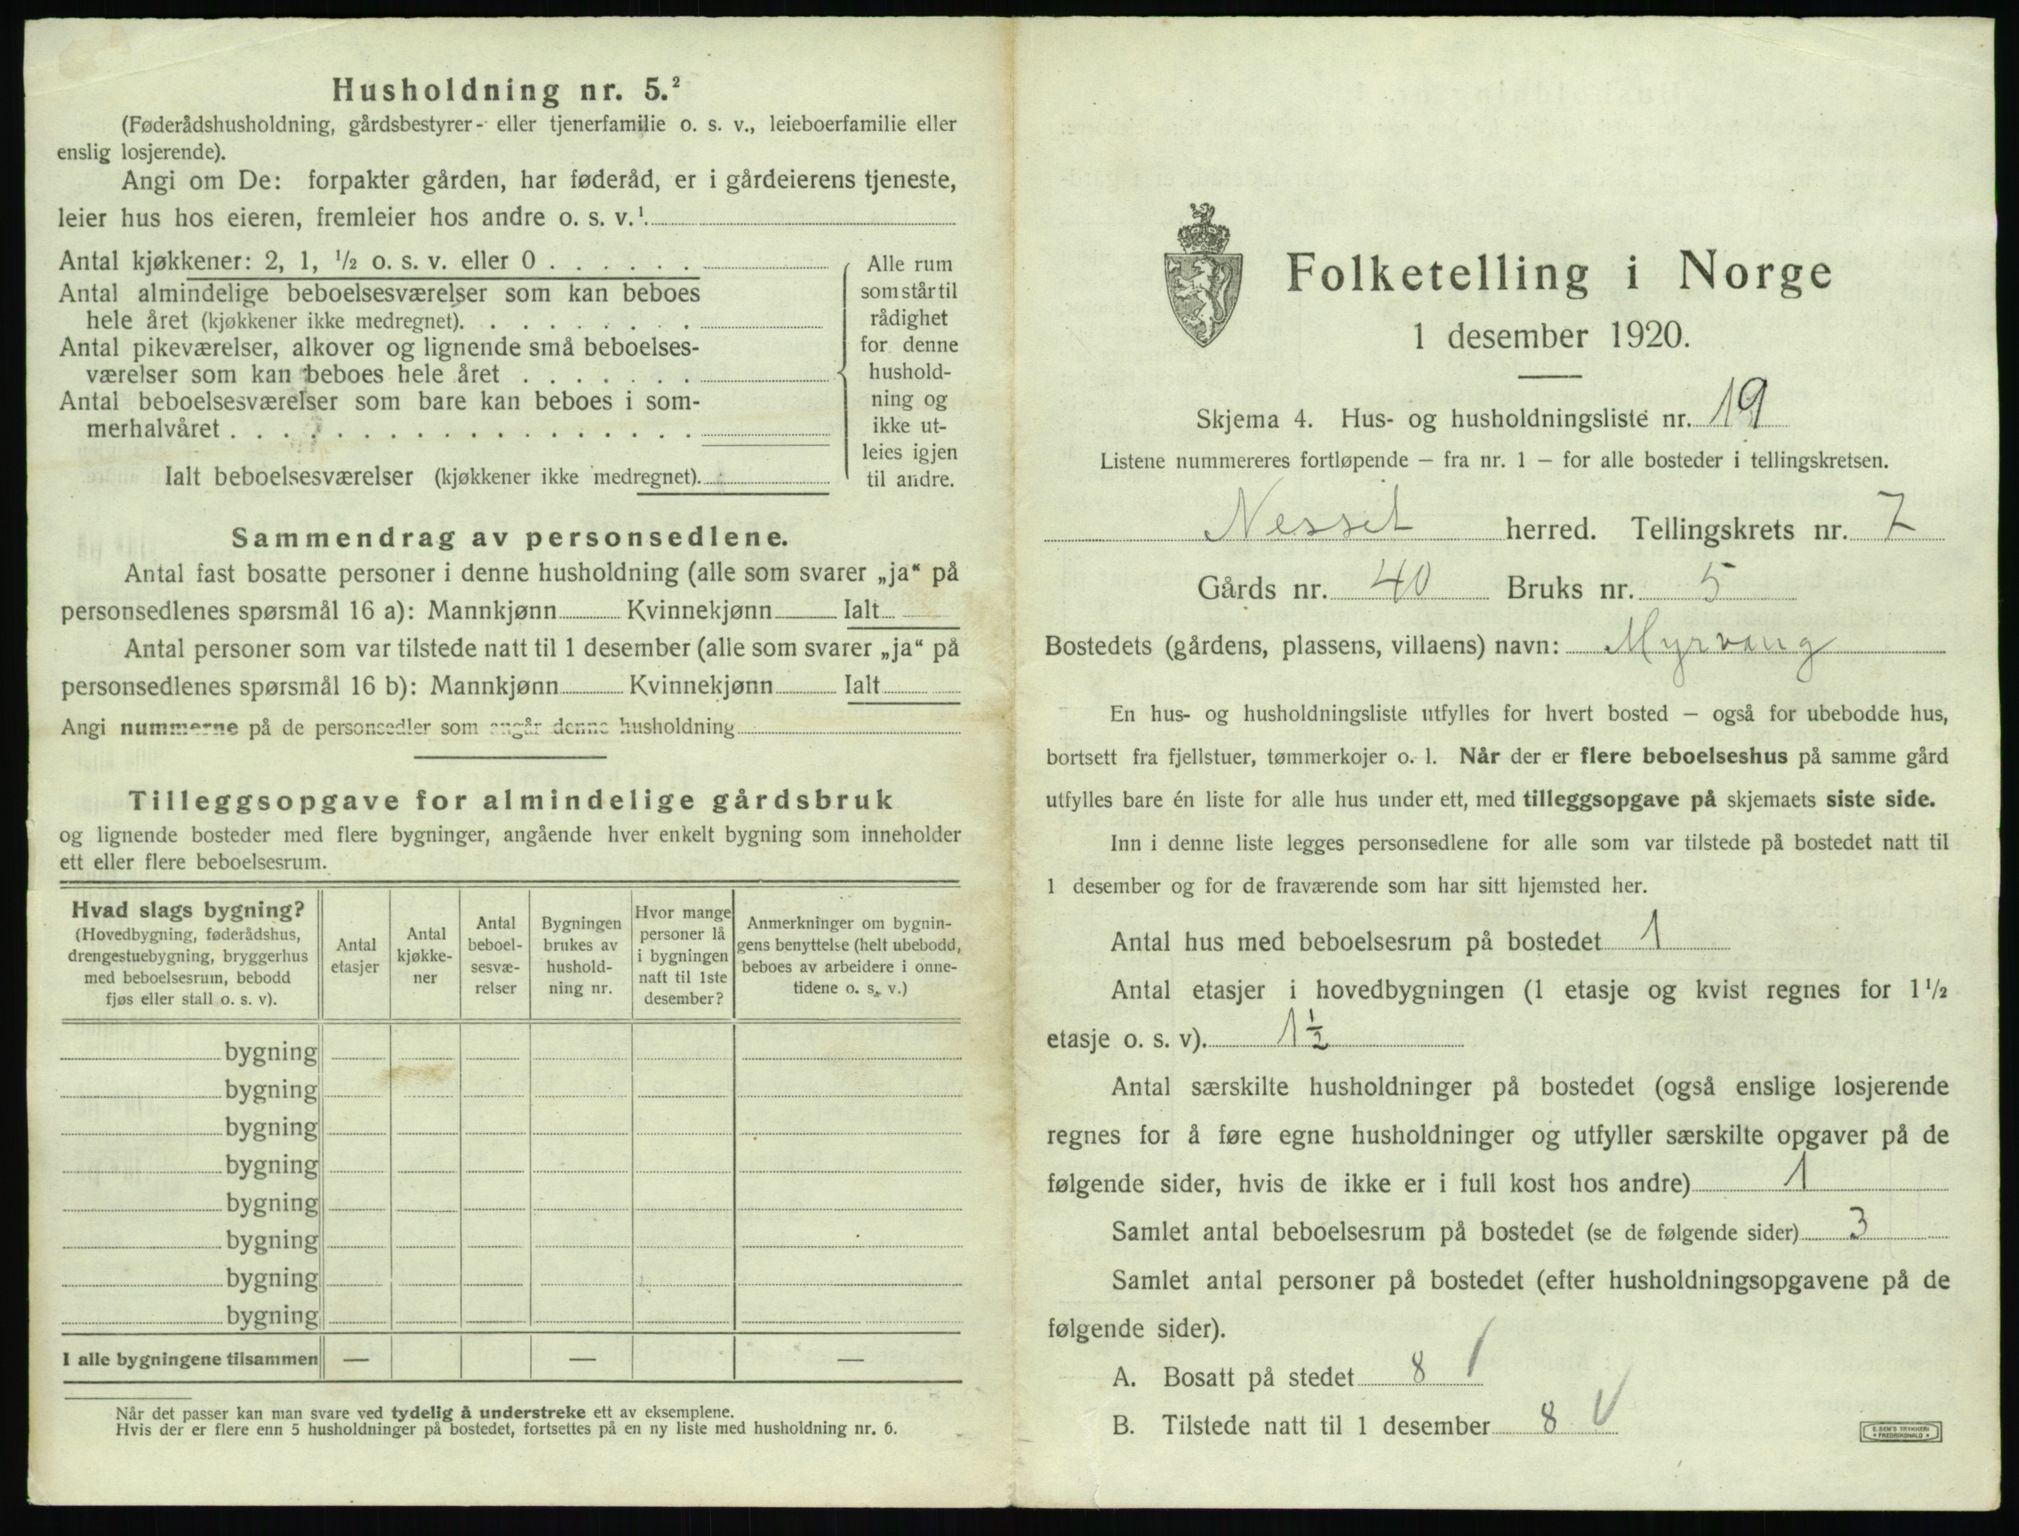 Husholdning nr. 5.²
(Føderådshusholdning, gårdsbestyrer- eller tjenerfamilie o. s. v., leieboerfamilie eller
enslig losjerende).
Angi om De: forpakter gården, har føderåd, er i gårdeierens tjeneste,
leier hus hos eieren, fremleier hos andre o. s. v.¹
Antal kjøkkener: 2, 1, ½ o. s. v. eller 0 . . . . . .
Antal almindelige beboelsesværelser som kan beboes
hele året (kjøkkener ikke medregnet). . . . . . . . .
Antal pikeværelser, alkover og lignende små beboelses-
værelser som kan beboes hele året . . . . . . .
Antal beboelsesværelser som bare kan beboes i som-
merhalvåret . . . . . . . . . . . . . . . . . .
Ialt beboelsesværelser (kjøkkener ikke medregnet).
Alle rum
som står til
rådighet
for denne
hushold-
ning og
ikke ut-
leies igjen
til andre.
Sammendrag av personsedlene.
Antal fast bosatte personer i denne husholdning (alle som svarer „ja“ på
personsedlenes spørsmål 16 a): Mannkjønn Kvinnekjønn Ialt
Antal personer som var tilstede natt til 1 desember (alle som svarer „ja“ på
personsedlenes spørsmål 16 b): Mannkjønn Kvinnekjønn Ialt
Angi nummerne på de personsedler som angår denne husholdning
Tilleggsopgave for almindelige gårdsbruk
og lignende bosteder med flere bygninger, angående hver enkelt bygning som inneholder
ett eller flere beboelsesrum.
Hvad slags bygning?
(Hovedbygning, føderådshus,
drengestuebygning, bryggerhus
med beboelsesrum, bebodd
fjøs eller stall o. s. v).
Antal
etasjer
Antal
kjøkke-
ner
Antal
beboel-
sesvæ-
relser
Bygningen
brukes av
hushold-
ning nr.
Hvor mange
personer lå
i bygningen
natt til 1ste
desember?
Anmerkninger om bygnin-
gens benyttelse (helt ubebodd,
beboes av arbeidere i onne-
tidene o. s. v.)
bygning
bygning
bygning
bygning
bygning
bygning
bygning
bygning
I alle bygningene tilsammen — — —
Når det passer kan man svare ved tydelig å understreke ett av eksemplene.
Hvis der er flere enn 5 husholdninger på bostedet, fortsettes på en ny liste med husholdning nr. 6.
Folketelling i Norge
1 desember 1920.
Skjema 4. Hus- og husholdningsliste nr. 19
Listene nummereres fortløpende – fra nr. 1 – for alle bosteder i tellingskretsen.
Nesset herred. Tellingskrets nr. 7
Gårds nr. 40 Bruks nr. 5
Bostedets (gårdens, plassens, villaens) navn: Myrvang
En hus- og husholdningsliste utfylles for hvert bosted – også for ubebodde hus,
bortsett fra fjellstuer, tømmerkojer o. l. Når der er flere beboelseshus på samme gård
utfylles bare én liste for alle hus under ett, med tilleggsopgave på skjemaets siste side.
Inn i denne liste legges personsedlene for alle som var tilstede på bostedet natt til
1 desember og for de fraværende som har sitt hjemsted her.
Antal hus med beboelsesrum på bostedet 1
Antal etasjer i hovedbygningen (1 etasje og kvist regnes for 1½
etasje o. s. v). 1½
Antal særskilte husholdninger på bostedet (også enslige losjerende
regnes for å føre egne husholdninger og utfyller særskilte opgaver på de
følgende sider, hvis de ikke er i full kost hos andre) 1
Samlet antal beboelsesrum på bostedet (se de følgende sider) 3
Samlet antal personer på bostedet (efter husholdningsopgavene på de
følgende sider).
A. Bosatt på stedet 8
B. Tilstede natt til 1 desember 8
E. SEM'S TRYKKERI
* FREDRIKSHALD *